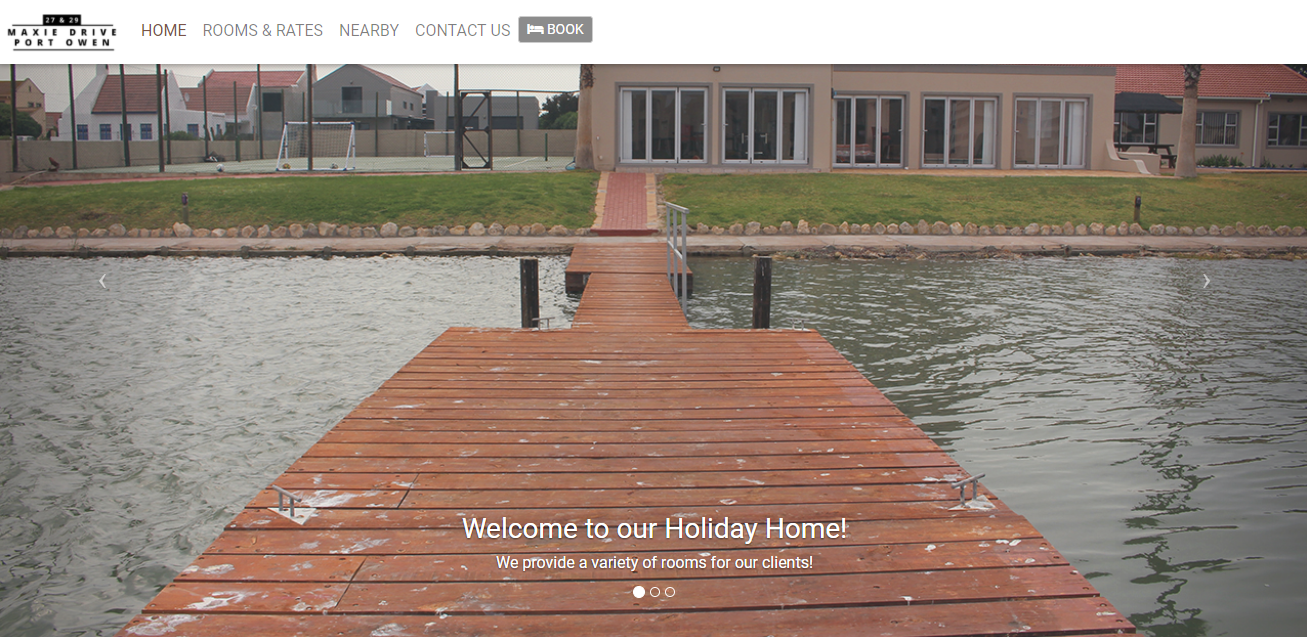 27 & 29
MAXIE DRIVE
PORT OWEN
HOME
ROOMS & RATES
NEARBY
CONTACT US
BOOK
Welcome to our Holiday Home!
We provide a variety of rooms for our clients!